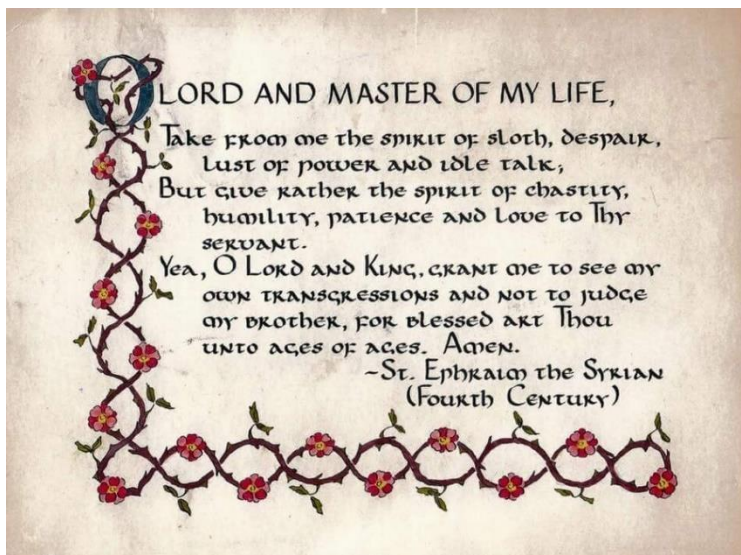 O LORD AND MASTER OF MY LIFE,
Take from me the spirit of sloth, despair,
lust of power and idle talk;
But give rather the spirit of chastity,
humility, patience and love to Thy
servant.
Yea, O Lord and King, grant me to see my
own transgressions and not to judge
my brother, for blessed art Thou
unto ages of ages. Amen.
~St. Ephraim the Syrian
(Fourth Century)